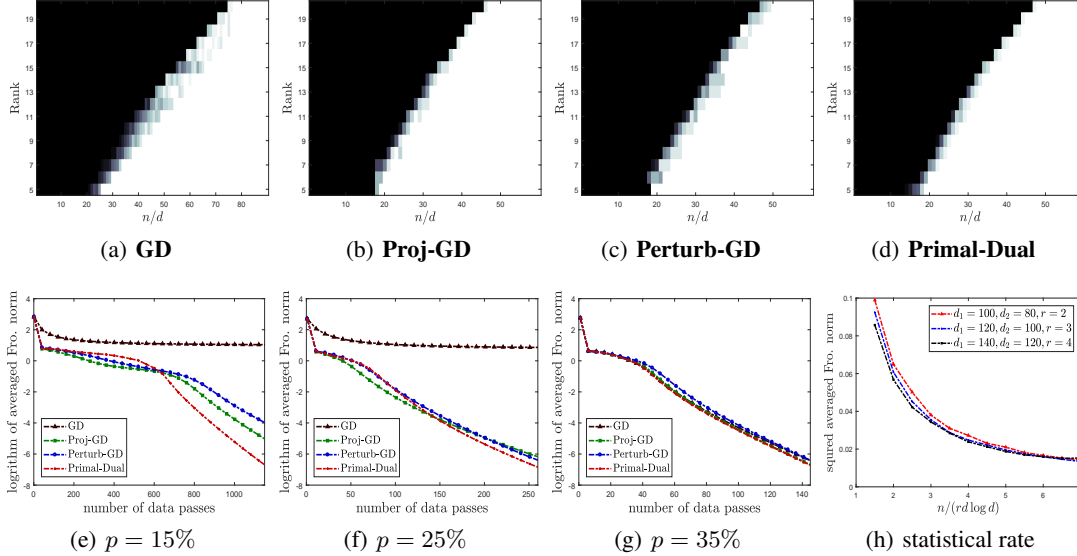 Rank
19
17
15
13
11
9
7
5
10 20 30 40 50 60 70 80
n/d
(a) GD
Rank
19
17
15
13
11
9
7
5
10 20 30 40 50
n/d
(b) Proj-GD
Rank
19
17
15
13
11
9
7
5
10 20 30 40 50
n/d
(c) Perturb-GD
Rank
19
17
15
13
11
9
7
5
10 20 30 40 50
n/d
(d) Primal-Dual
logrithm of averaged Fro. norm
4
2
0
-2
-4
-6
-8
GD
Proj-GD
Perturb-GD
Primal-Dual
0 200 400 600 800 1000
number of data passes
(e) p = 15%
logrithm of averaged Fro. norm
4
2
0
-2
-4
-6
-8
GD
Proj-GD
Perturb-GD
Primal-Dual
0 50 100 150 200 250
number of data passes
(f) p = 25%
logrithm of averaged Fro. norm
4
2
0
-2
-4
-6
-8
GD
Proj-GD
Perturb-GD
Primal-Dual
0 20 40 60 80 100 120 140
number of data passes
(g) p = 35%
squred averaged Fro. norm
0.1
0.08
0.06
0.04
0.02
0
d₁ = 100, d₂ = 80, r = 2
d₁ = 120, d₂ = 100, r = 3
d₁ = 140, d₂ = 120, r = 4
1 2 3 4 5 6
n/(rd log d)
(h) statistical rate